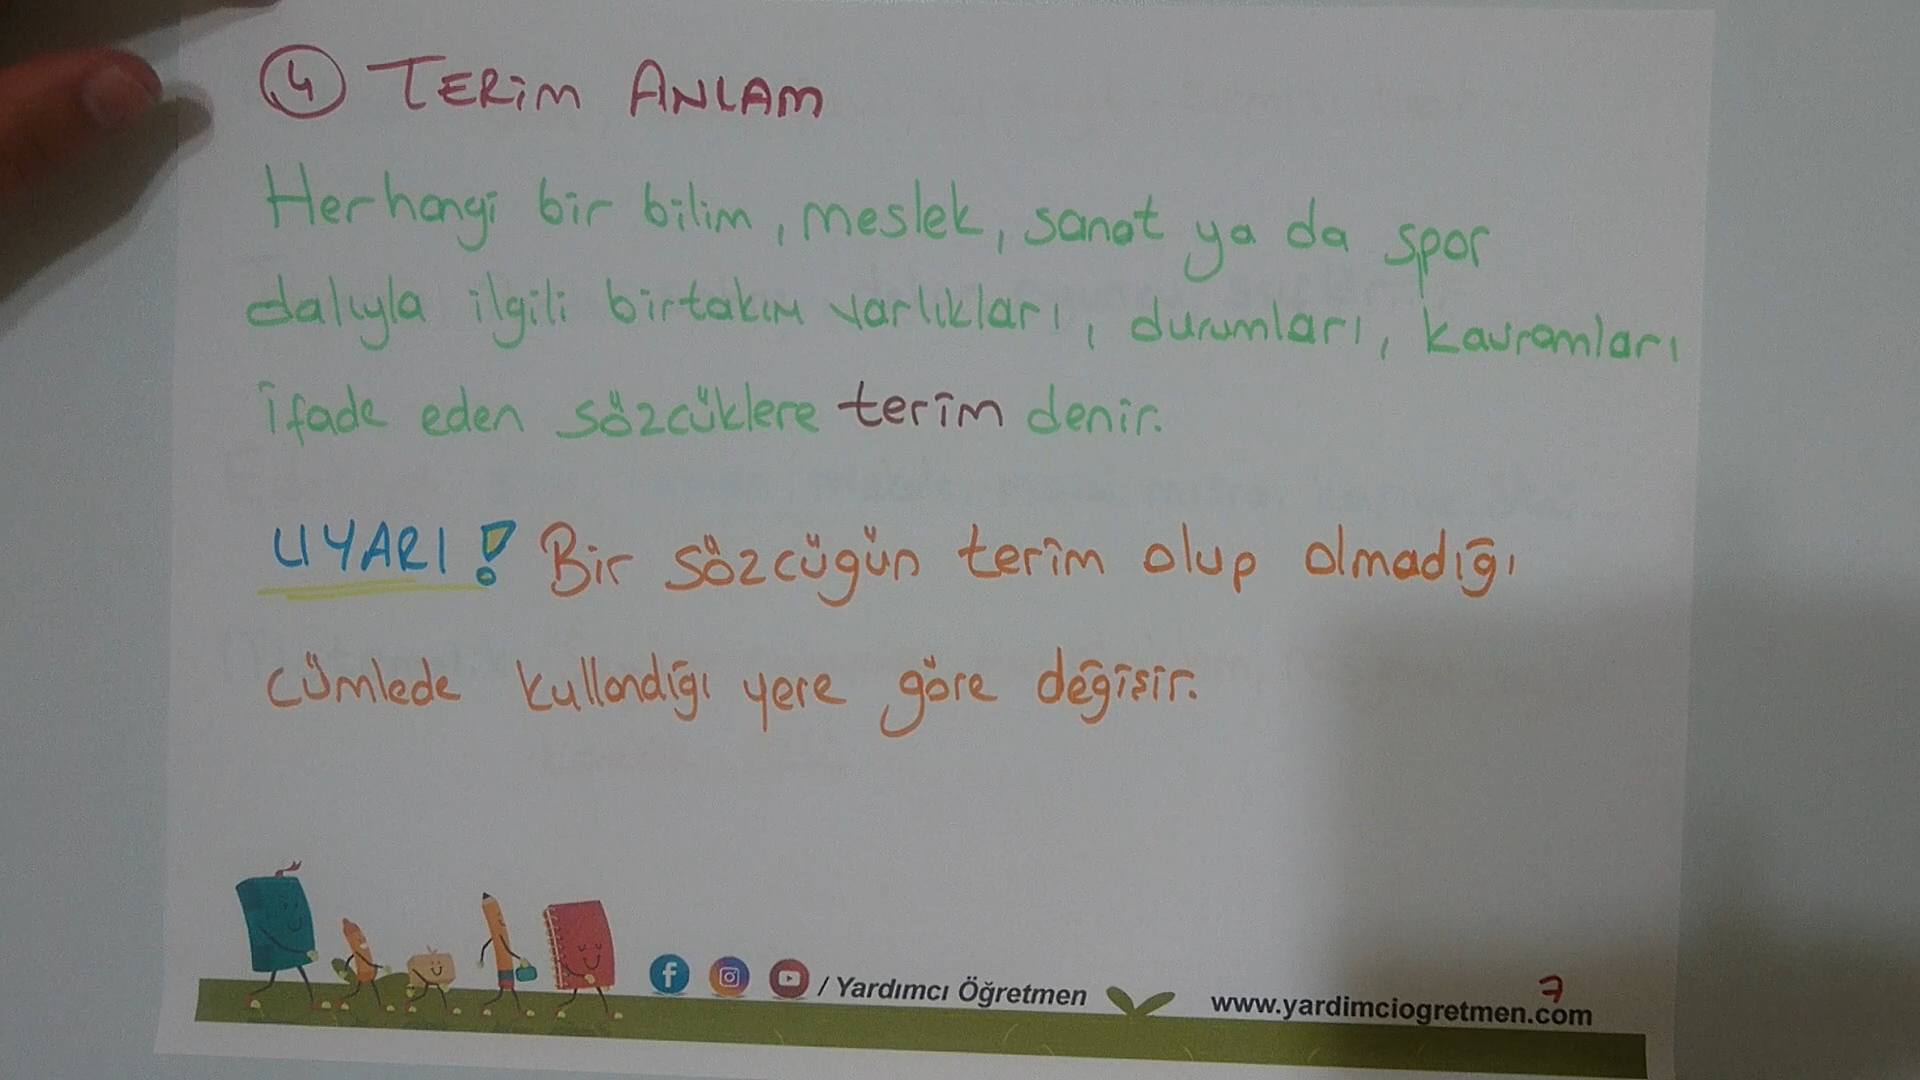 4 TERİM ANLAM
Herhangi bir bilim, meslek, sanat ya da spor
dalıyla ilgili birtakım varlıkları, durumları, kavramları
ifade eden sözcüklere terim denir.
UYARI! Bir sözcüğün terim olup olmadığı
cümlede kullandığı yere göre değişir.
/ Yardımcı Öğretmen
www.yardimciogretmen.com
7